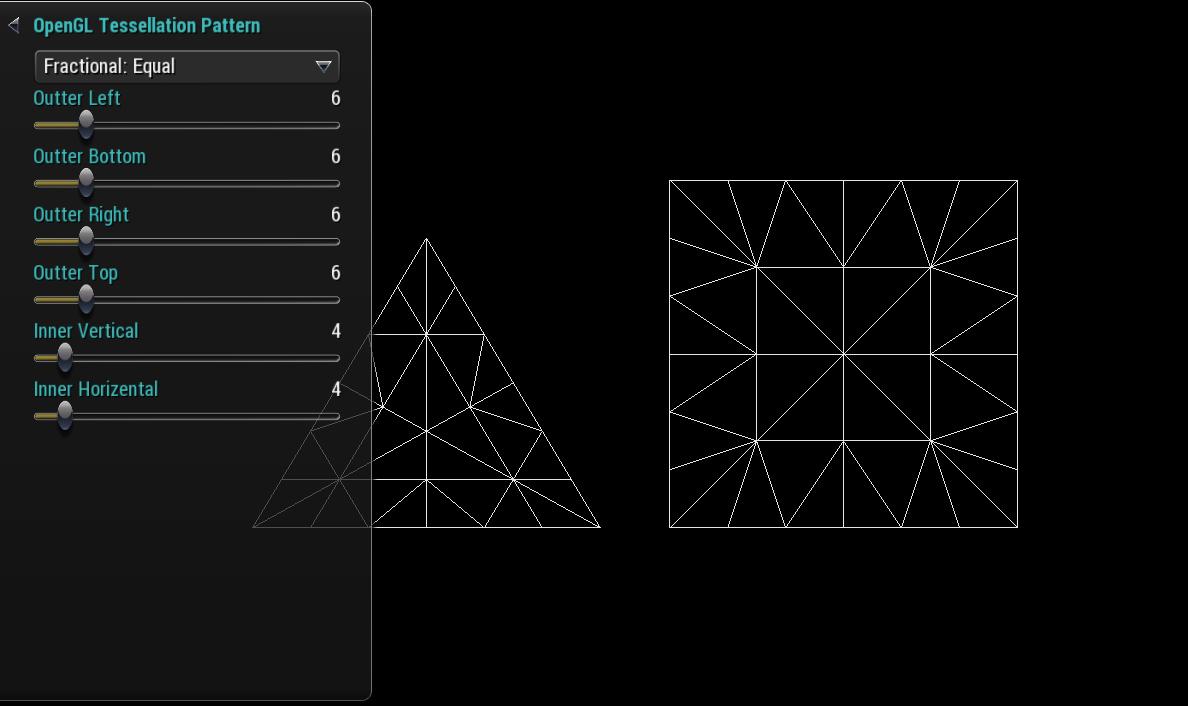 OpenGL Tessellation Pattern
Fractional: Equal
Outter Left 6
Outter Bottom 6
Outter Right 6
Outter Top 6
Inner Vertical 4
Inner Horizental 4